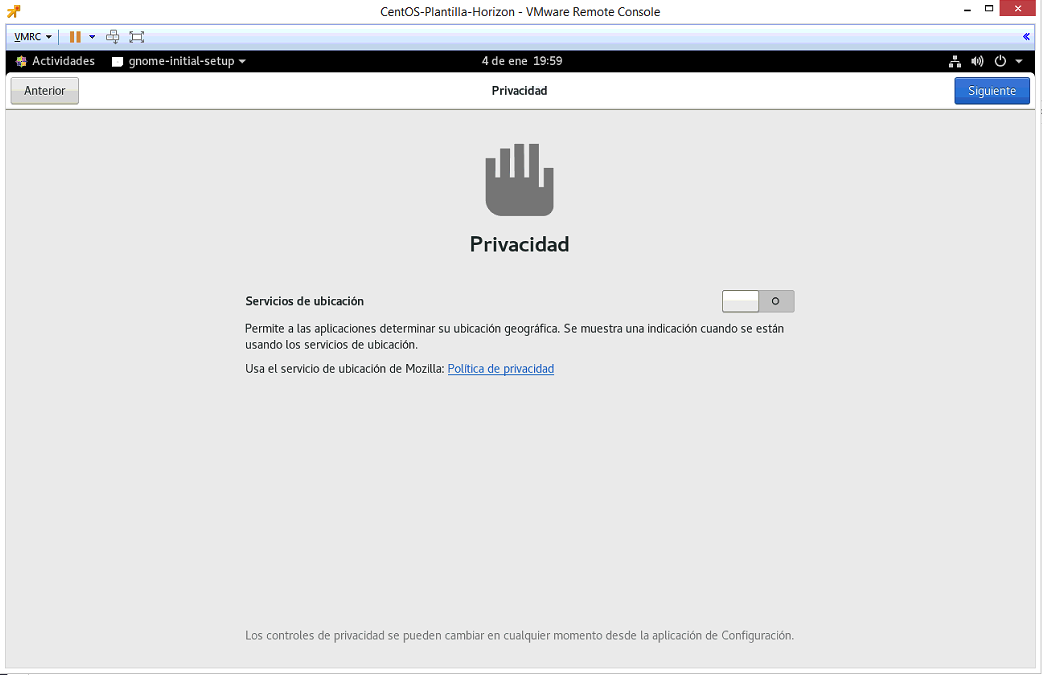 CentOS-Plantilla-Horizon - VMware Remote Console
VMRC
Actividades gnome-initial-setup 4 de ene 19:59
Anterior Privacidad Siguiente
Privacidad
Servicios de ubicación
Permite a las aplicaciones determinar su ubicación geográfica. Se muestra una indicación cuando se están
usando los servicios de ubicación.
Usa el servicio de ubicación de Mozilla: Política de privacidad
Los controles de privacidad se pueden cambiar en cualquier momento desde la aplicación de Configuración.